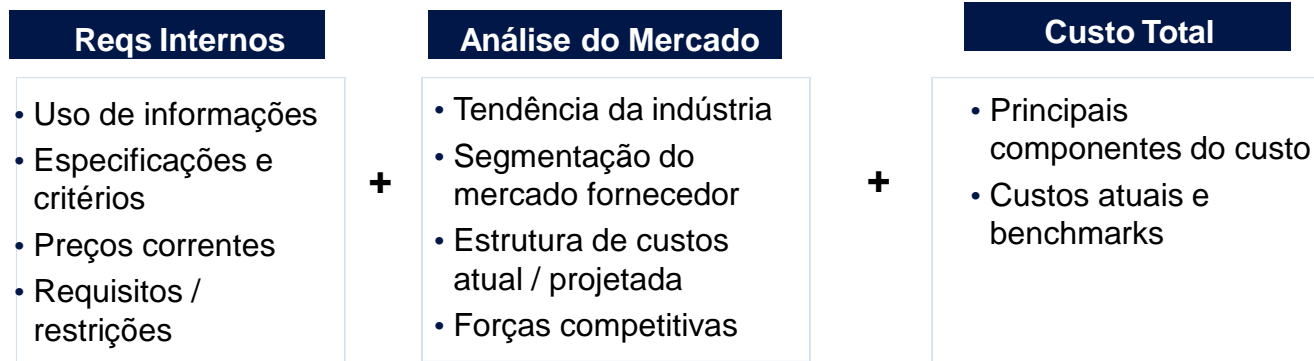 Reqs Internos
• Uso de informações
• Especificações e
critérios
• Preços correntes
• Requisitos /
restrições
+
Análise do Mercado
• Tendência da indústria
• Segmentação do
mercado fornecedor
• Estrutura de custos
atual / projetada
• Forças competitivas
+
Custo Total
• Principais
componentes do custo
• Custos atuais e
benchmarks